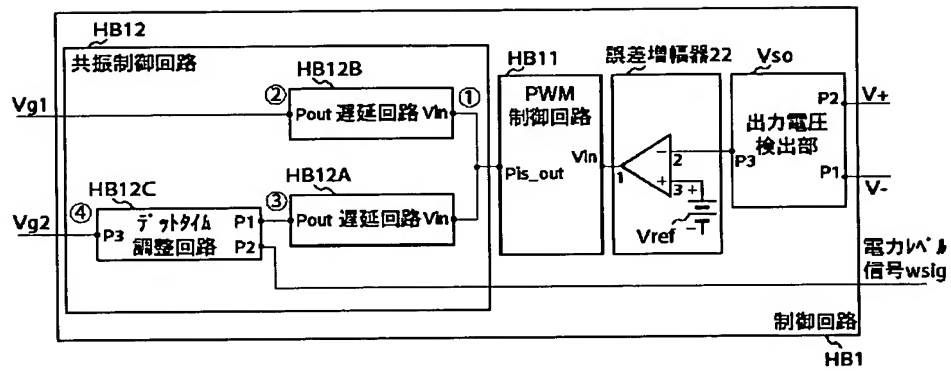 HB12
共振制御回路
HB12B
②
①
Vg1
Pout 遅延回路 Vin
HB12A
③
Pout 遅延回路 Vin
HB12C
④
Vg2
P3
デットタイム
調整回路
P1
P2
HB11
PWM
制御回路
Pis_out
Vin
誤差増幅器22
1
- 2
+ 3 +
Vref
-
Vso
出力電圧
検出部
P3
P2
P1
V+
V-
電力レベル
信号wsig
制御回路
HB1